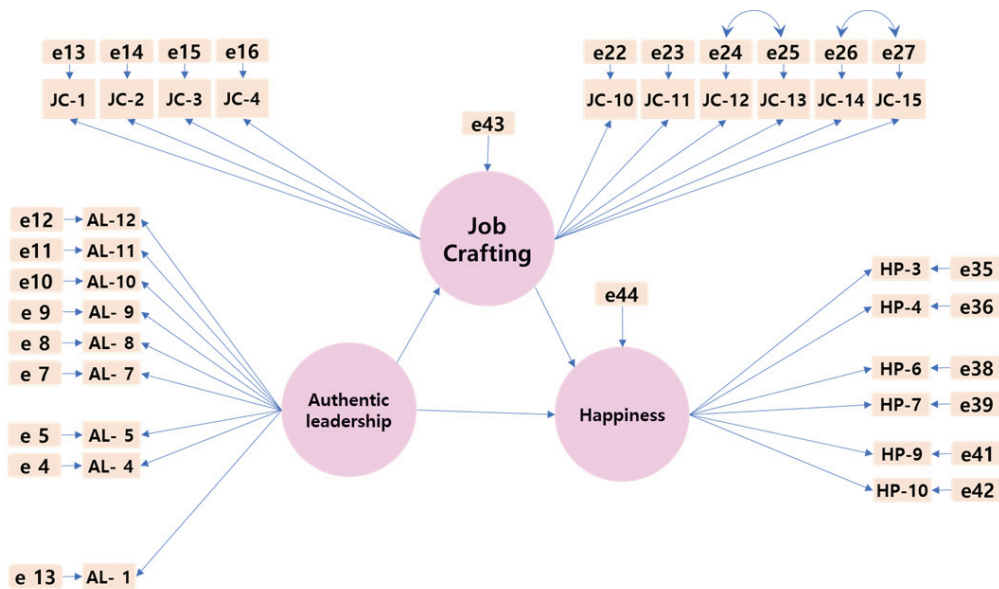 e13 e14 e15 e16 e22 e23 e24 e25 e26 e27
JC-1 JC-2 JC-3 JC-4 JC-10 JC-11 JC-12 JC-13 JC-14 JC-15
e43
Job
Crafting
e12 AL-12
e11 AL-11
e10 AL-10
e 9 AL- 9
e 8 AL- 8
e 7 AL- 7
e 5 AL- 5
e 4 AL- 4
e 13 AL- 1
Authentic
leadership
e44
Happiness
HP-3 e35
HP-4 e36
HP-6 e38
HP-7 e39
HP-9 e41
HP-10 e42